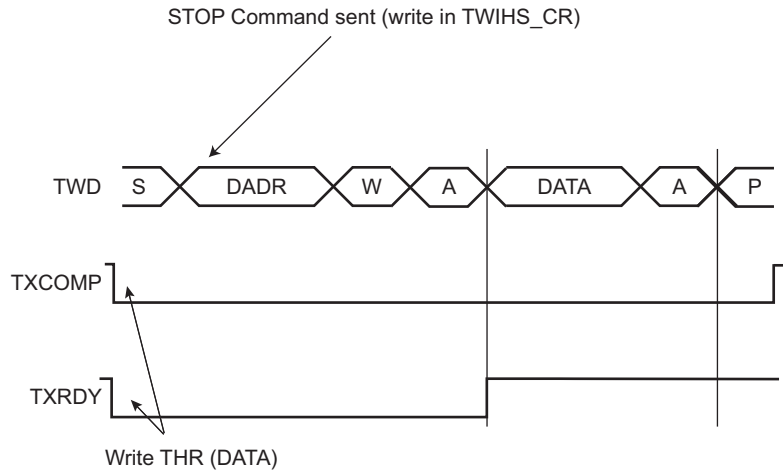 STOP Command sent (write in TWIHS_CR)
TWD S DADR W A DATA A P
TXCOMP
TXRDY
Write THR (DATA)